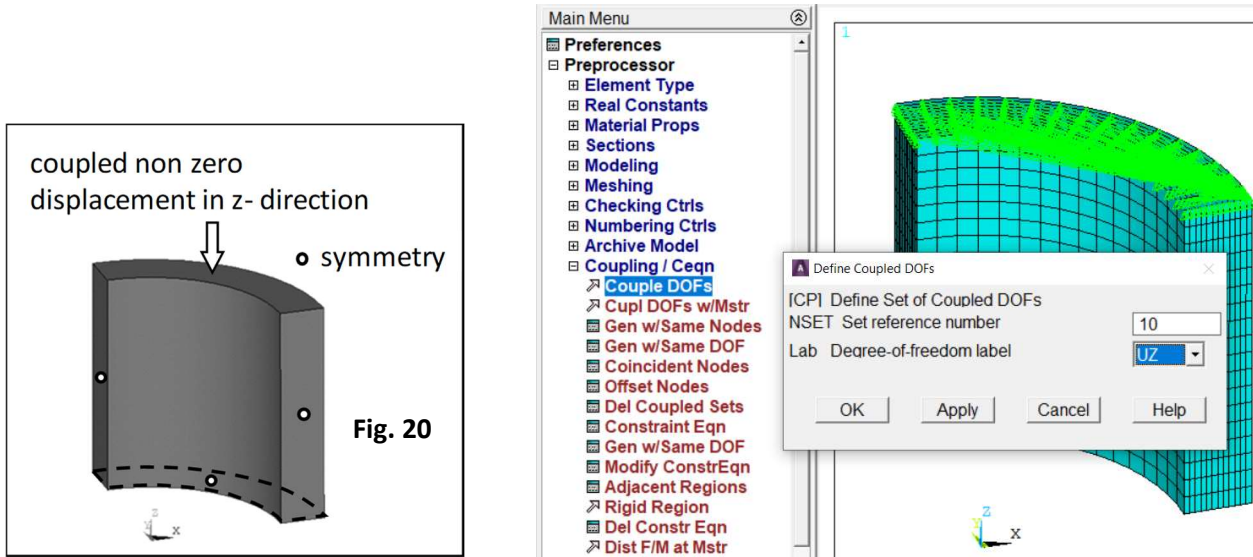 coupled non zero
displacement in z- direction
symmetry
Fig. 20
x
Main Menu
Preferences
Preprocessor
Element Type
Real Constants
Material Props
Sections
Modeling
Meshing
Checking Ctrls
Numbering Ctrls
Archive Model
Coupling / Ceqn
Couple DOFs
Cupl DOFs w/Mstr
Gen w/Same Nodes
Gen w/Same DOF
Coincident Nodes
Offset Nodes
Del Coupled Sets
Constraint Eqn
Gen w/Same DOF
Modify ConstrEqn
Adjacent Regions
Rigid Region
Del Constr Eqn
Dist F/M at Mstr
1
Define Coupled DOFs
[CP] Define Set of Coupled DOFs
NSET Set reference number 10
Lab Degree-of-freedom label UZ
OK Apply Cancel Help
Z
Y
X